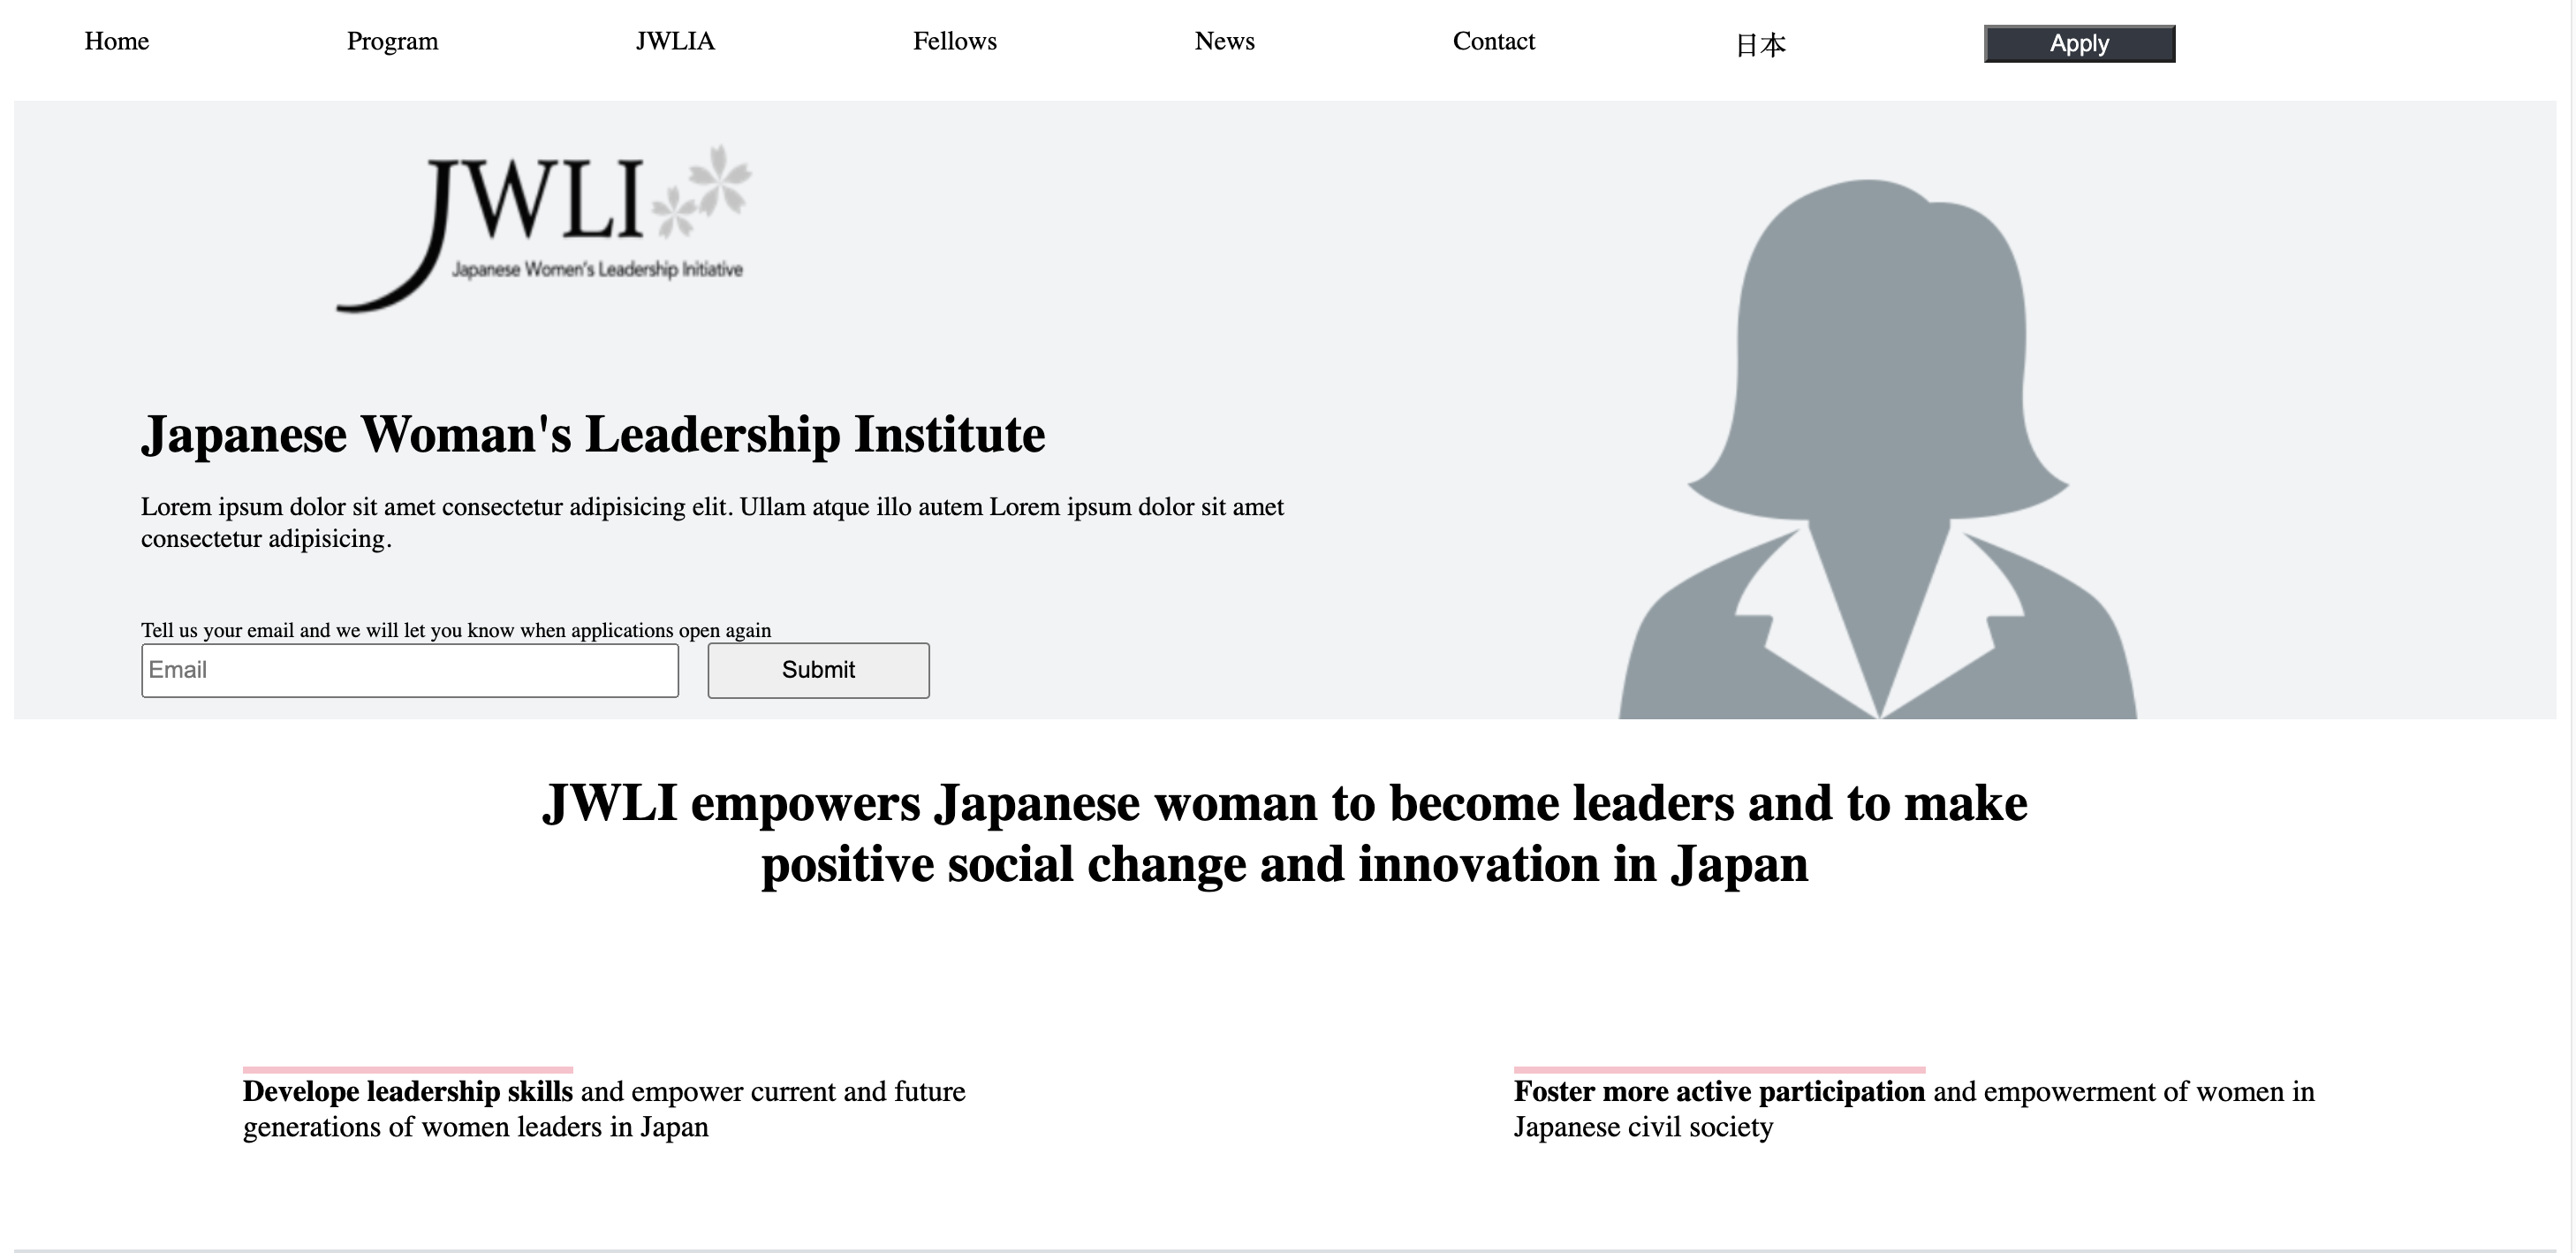 Home Program JWLIA Fellows News Contact 日本 Apply
JWLI
Japanese Women's Leadership Initiative
Japanese Woman's Leadership Institute
Lorem ipsum dolor sit amet consectetur adipisicing elit. Ullam atque illo autem Lorem ipsum dolor sit amet
consectetur adipisicing.
Tell us your email and we will let you know when applications open again
Email Submit
JWLI empowers Japanese woman to become leaders and to make
positive social change and innovation in Japan
Develope leadership skills and empower current and future
generations of women leaders in Japan
Foster more active participation and empowerment of women in
Japanese civil society